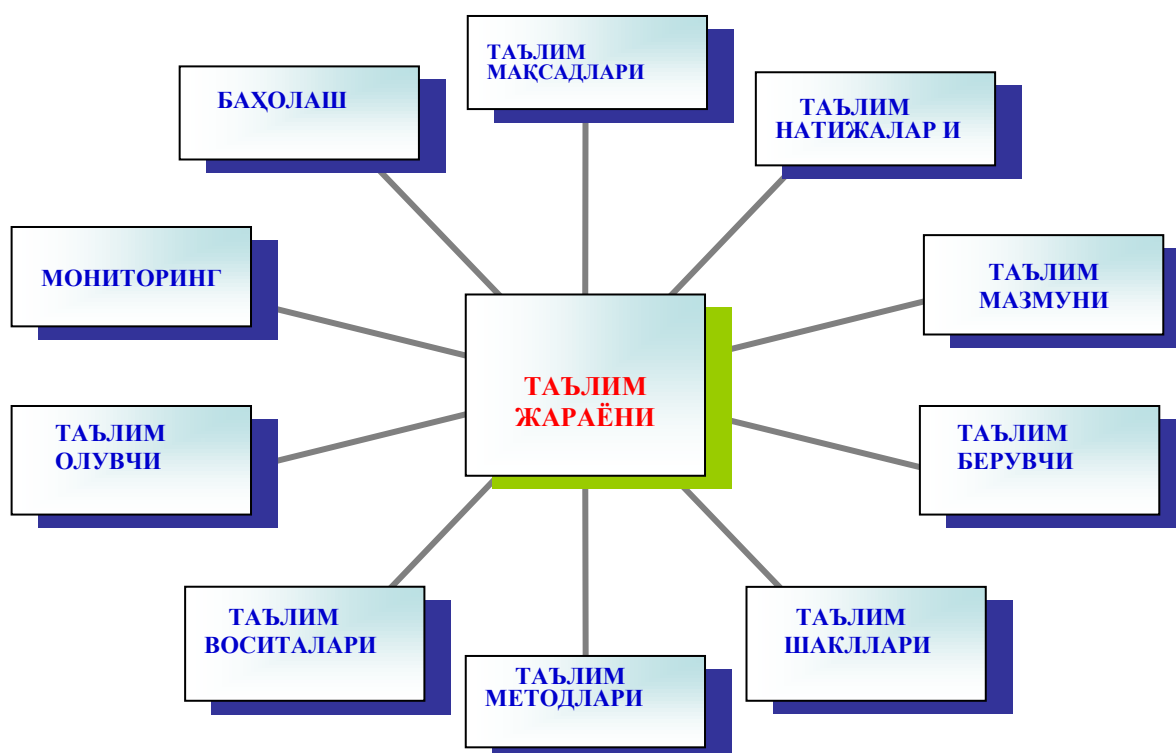 ТАЪЛИМ
МАҚСАДЛАРИ
БАҲОЛАШ
ТАЪЛИМ
НАТИЖАЛАР И
МОНИТОРИНГ
ТАЪЛИМ
МАЗМУНИ
ТАЪЛИМ
ЖАРАЁНИ
ТАЪЛИМ
ОЛУВЧИ
ТАЪЛИМ
БЕРУВЧИ
ТАЪЛИМ
ВОСИТАЛАРИ
ТАЪЛИМ
МЕТОДЛАРИ
ТАЪЛИМ
ШАКЛЛАРИ